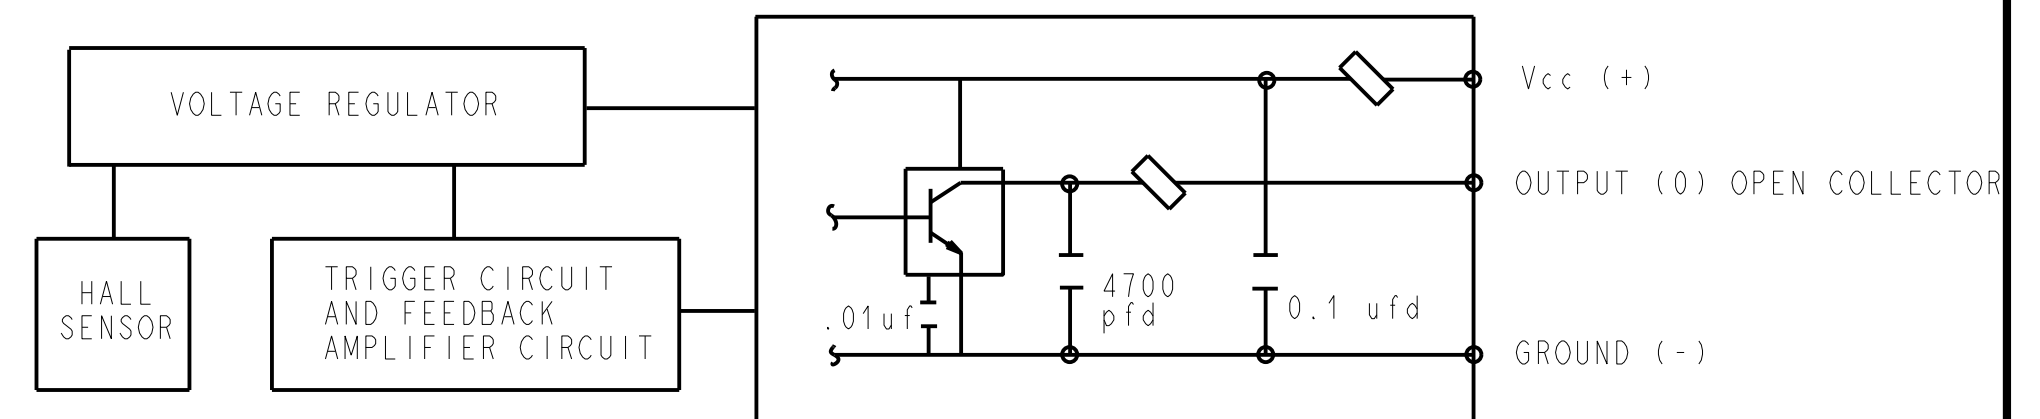 Vcc (+)
VOLTAGE REGULATOR
OUTPUT (O) OPEN COLLECTOR
HALL
SENSOR
TRIGGER CIRCUIT
AND FEEDBACK
AMPLIFIER CIRCUIT
.01uf
4700
pfd
0.1 ufd
GROUND (-)